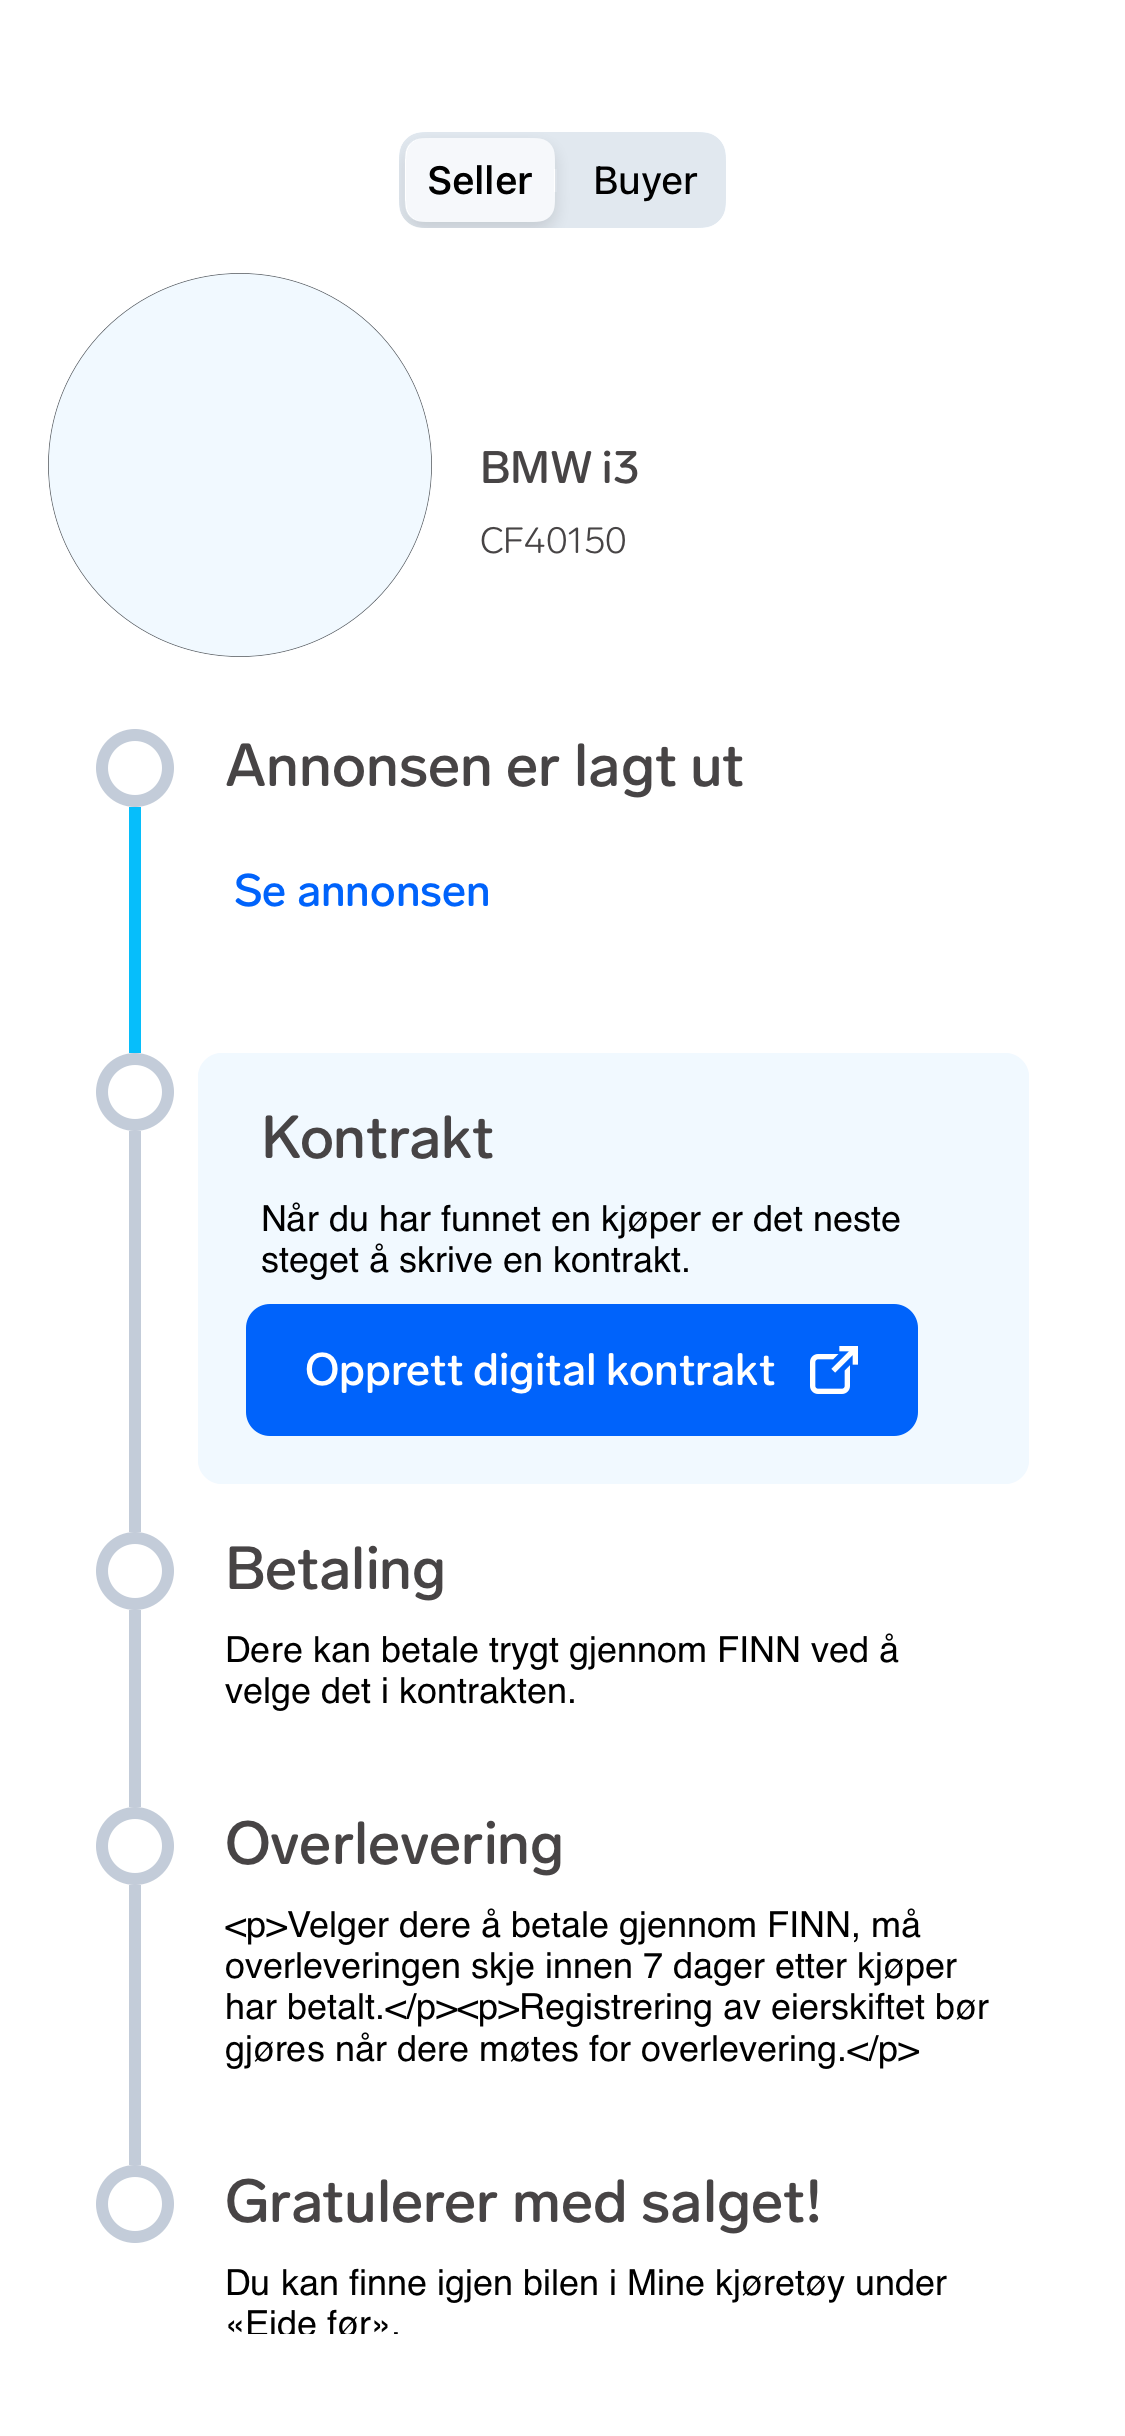 Seller Buyer
BMW i3
CF40150
Annonsen er lagt ut
Se annonsen
Kontrakt
Når du har funnet en kjøper er det neste
steget å skrive en kontrakt.
Opprett digital kontrakt
Betaling
Dere kan betale trygt gjennom FINN ved å
velge det i kontrakten.
Overlevering
<p>Velger dere å betale gjennom FINN, må
overleveringen skje innen 7 dager etter kjøper
har betalt.</p><p>Registrering av eierskiftet bør
gjøres når dere møtes for overlevering.</p>
Gratulerer med salget!
Du kan finne igjen bilen i Mine kjøretøy under
«Eide før».